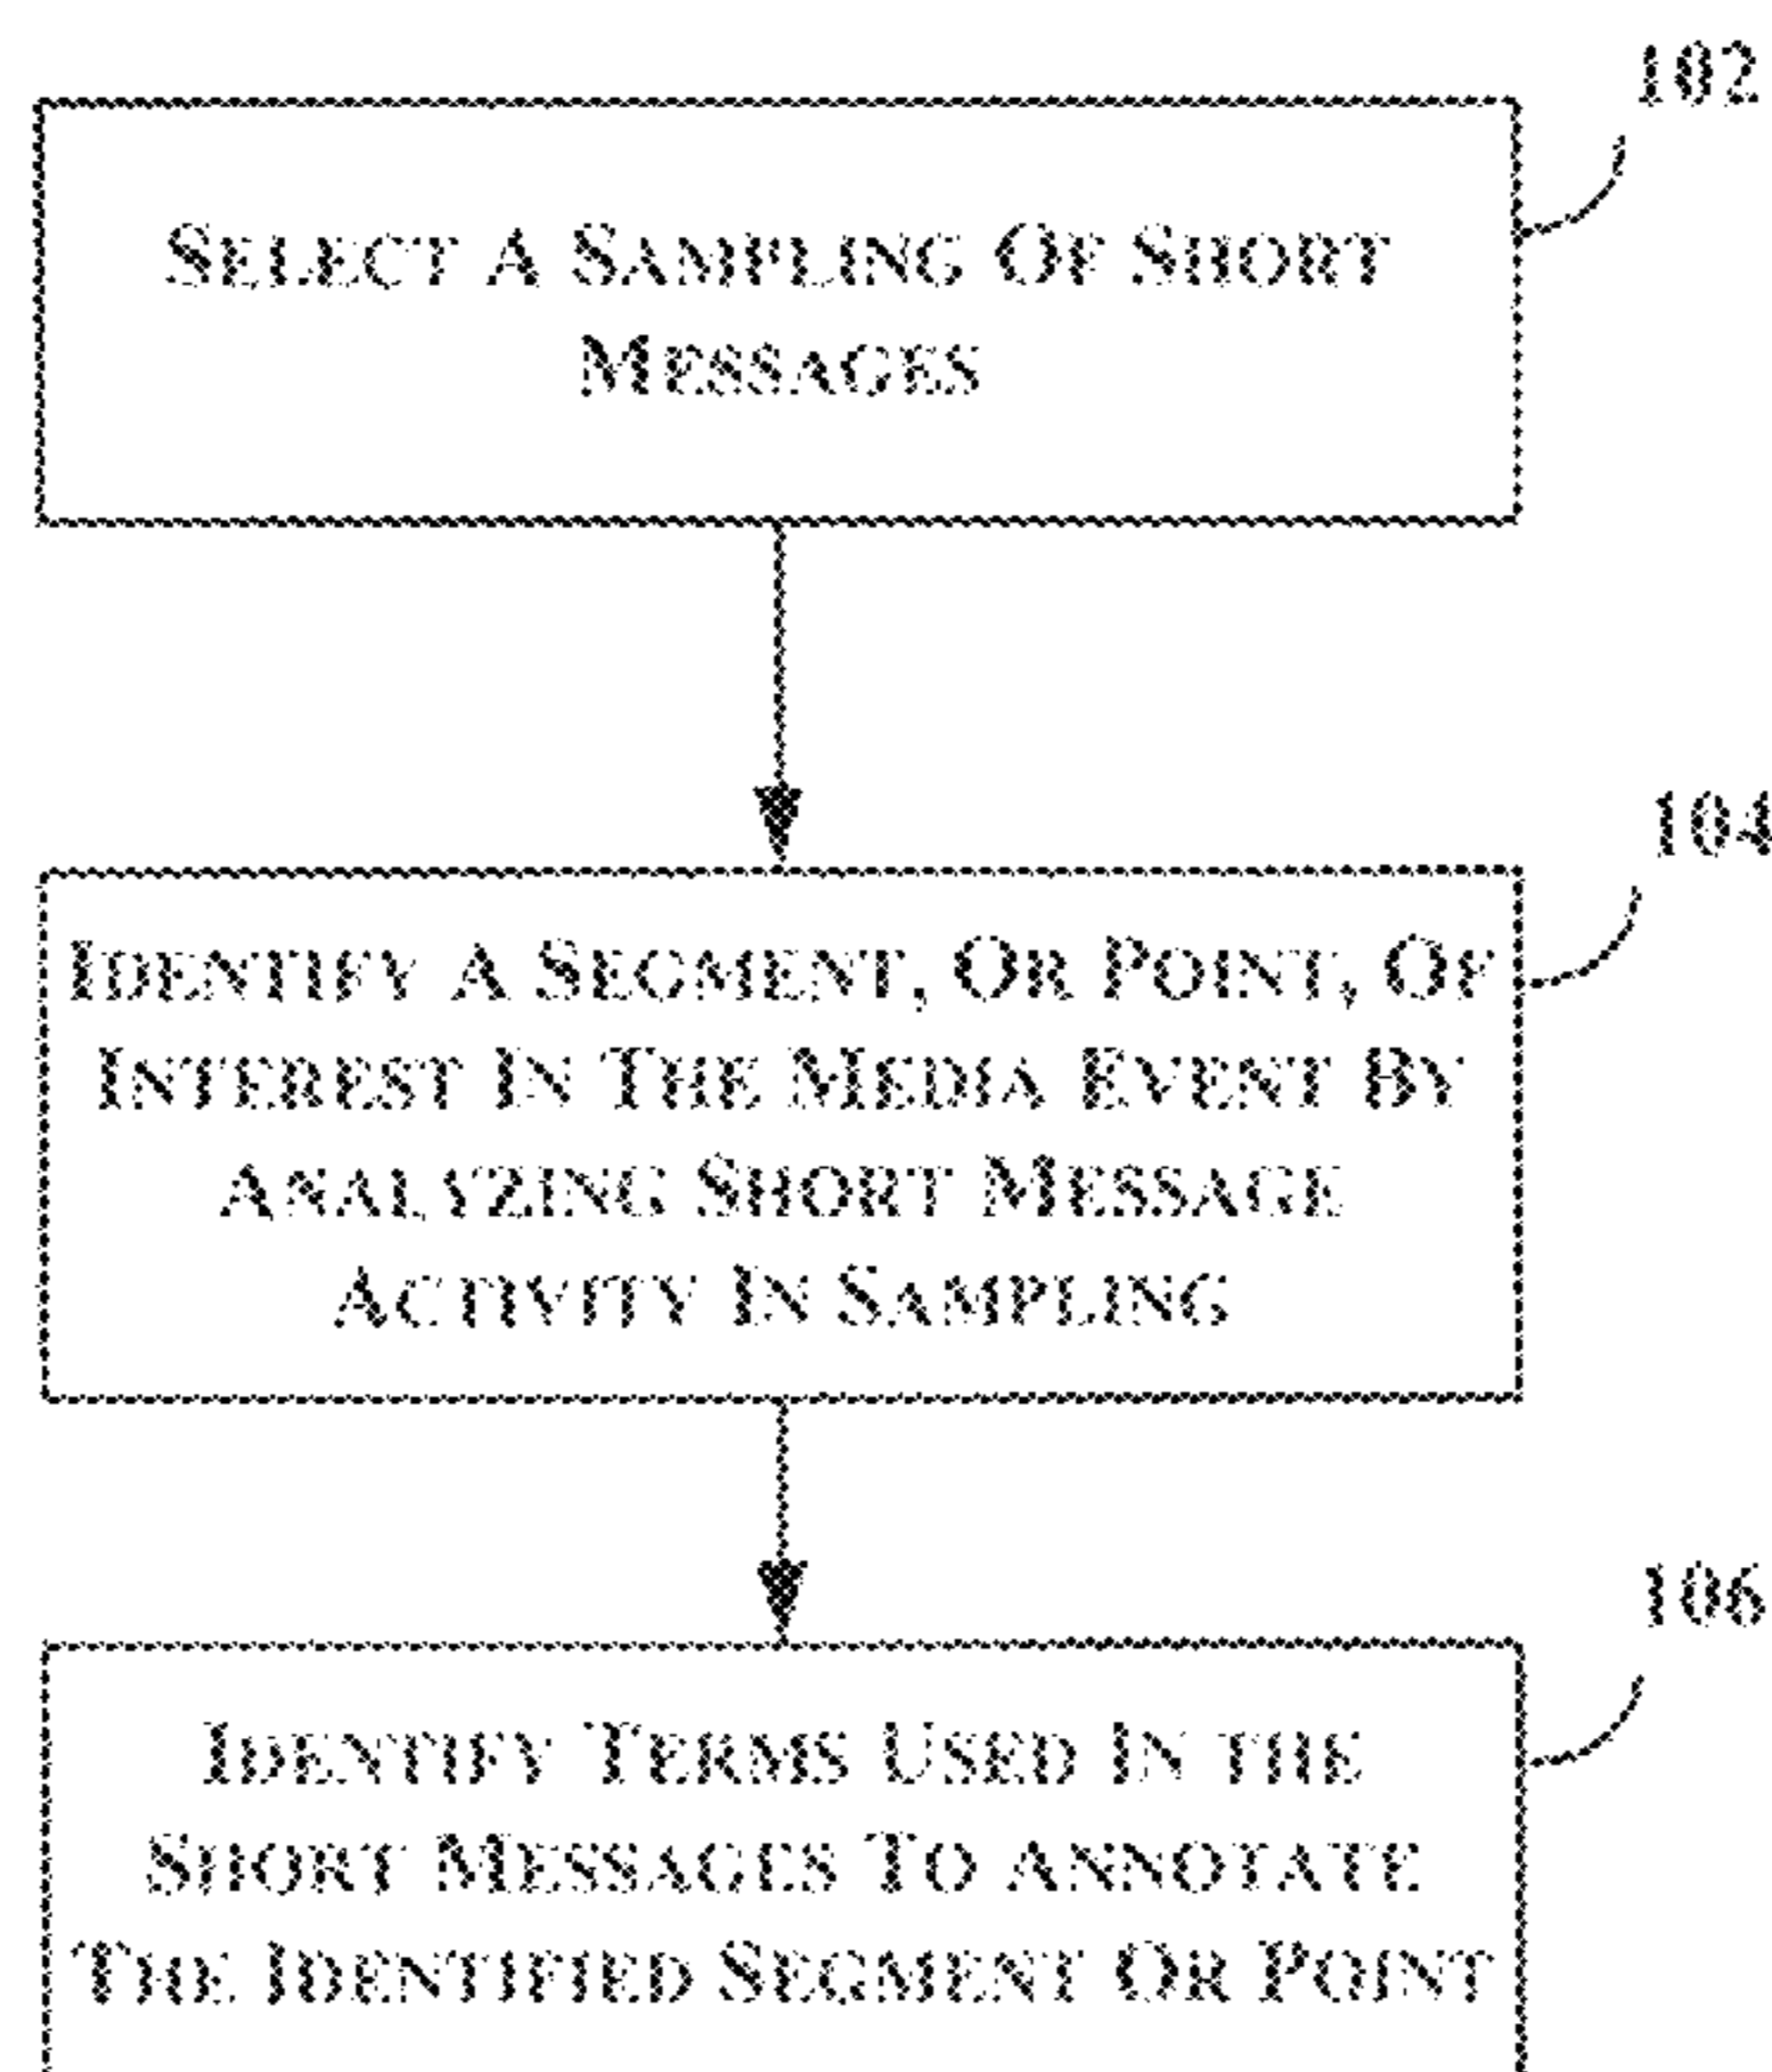 102
SELECT A SAMPLING OF SHORT
MESSAGES
104
IDENTIFY A SEGMENT, OR POINT, OF
INTEREST IN THE MEDIA EVENT BY
ANALYZING SHORT MESSAGE
ACTIVITY IN SAMPLING
106
IDENTIFY TERMS USED IN THE
SHORT MESSAGES TO ANNOTATE
THE IDENTIFIED SEGMENT OR POINT